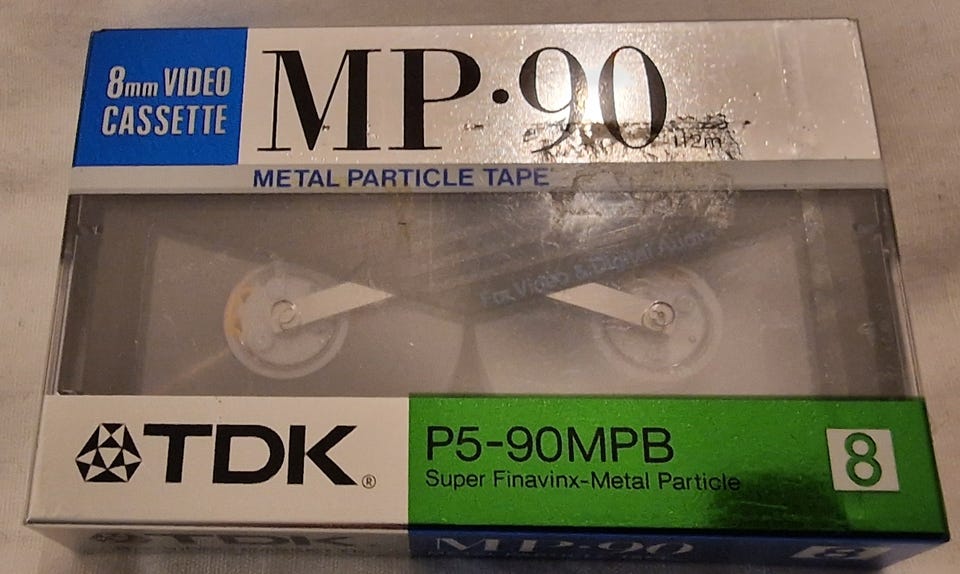 8mm VIDEO
CASSETTE
MP·90
112m
METAL PARTICLE TAPE
For Video & Digital Audio
TDK®
P5-90MPB
Super Finavinx-Metal Particle
8
TDK
MP·90
8